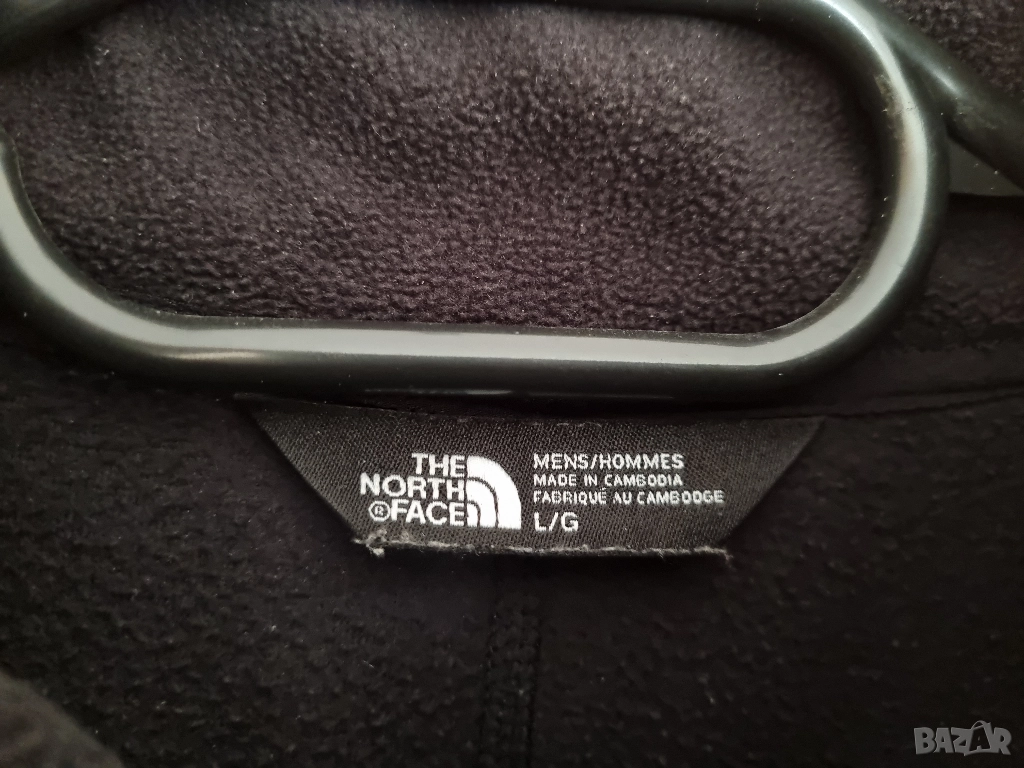 THE
NORTH
®FACE
MENS/HOMMES
MADE IN CAMBODIA
FABRIQUÉ AU CAMBODGE
L/G
BAZAR